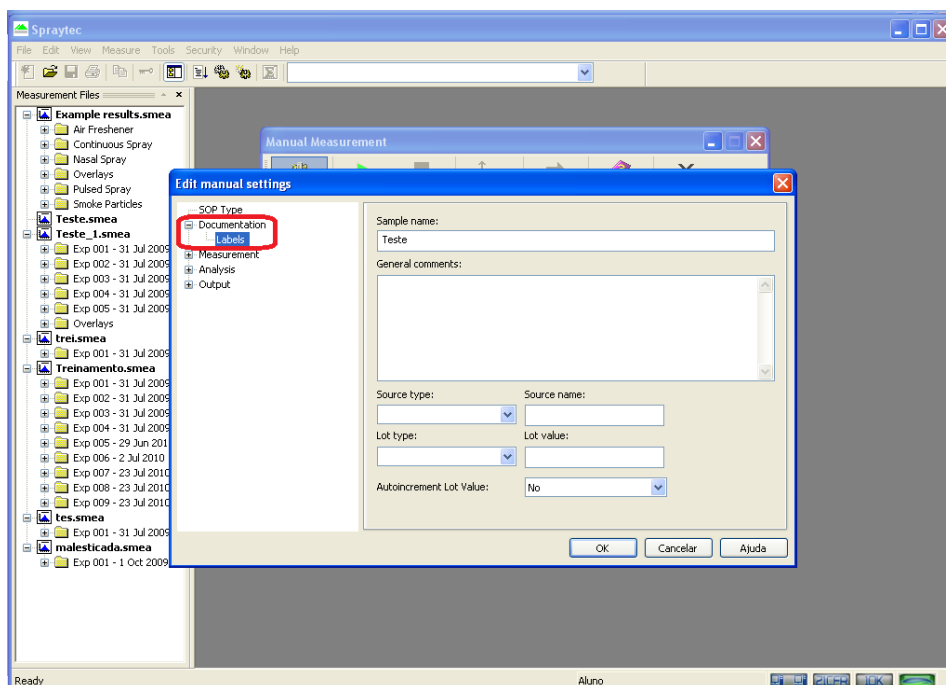 Spraytec
File Edit View Measure Tools Security Window Help
Measurement Files
Example results.smea
Air Freshener
Continuous Spray
Nasal Spray
Overlays
Pulsed Spray
Smoke Particles
Teste.smea
Teste_1.smea
Exp 001 - 31 Jul 2009
Exp 002 - 31 Jul 2009
Exp 003 - 31 Jul 2009
Exp 004 - 31 Jul 2009
Exp 005 - 31 Jul 2009
Overlays
trei.smea
Exp 001 - 31 Jul 2009
Treinamento.smea
Exp 001 - 31 Jul 2009
Exp 002 - 31 Jul 2009
Exp 003 - 31 Jul 2009
Exp 004 - 31 Jul 2009
Exp 005 - 29 Jun 201
Exp 006 - 2 Jul 2010
Exp 007 - 23 Jul 2010
Exp 008 - 23 Jul 2010
Exp 009 - 23 Jul 2010
tes.smea
Exp 001 - 31 Jul 2009
malesticada.smea
Exp 001 - 1 Oct 2009
Manual Measurement
Edit manual settings
SOP Type
Documentation
Labels
Measurement
Analysis
Output
Sample name:
Teste
General comments:
Source type: Source name:
Lot type: Lot value:
Autoincrement Lot Value: No
OK Cancelar Ajuda
Ready Aluno 21CFR OK